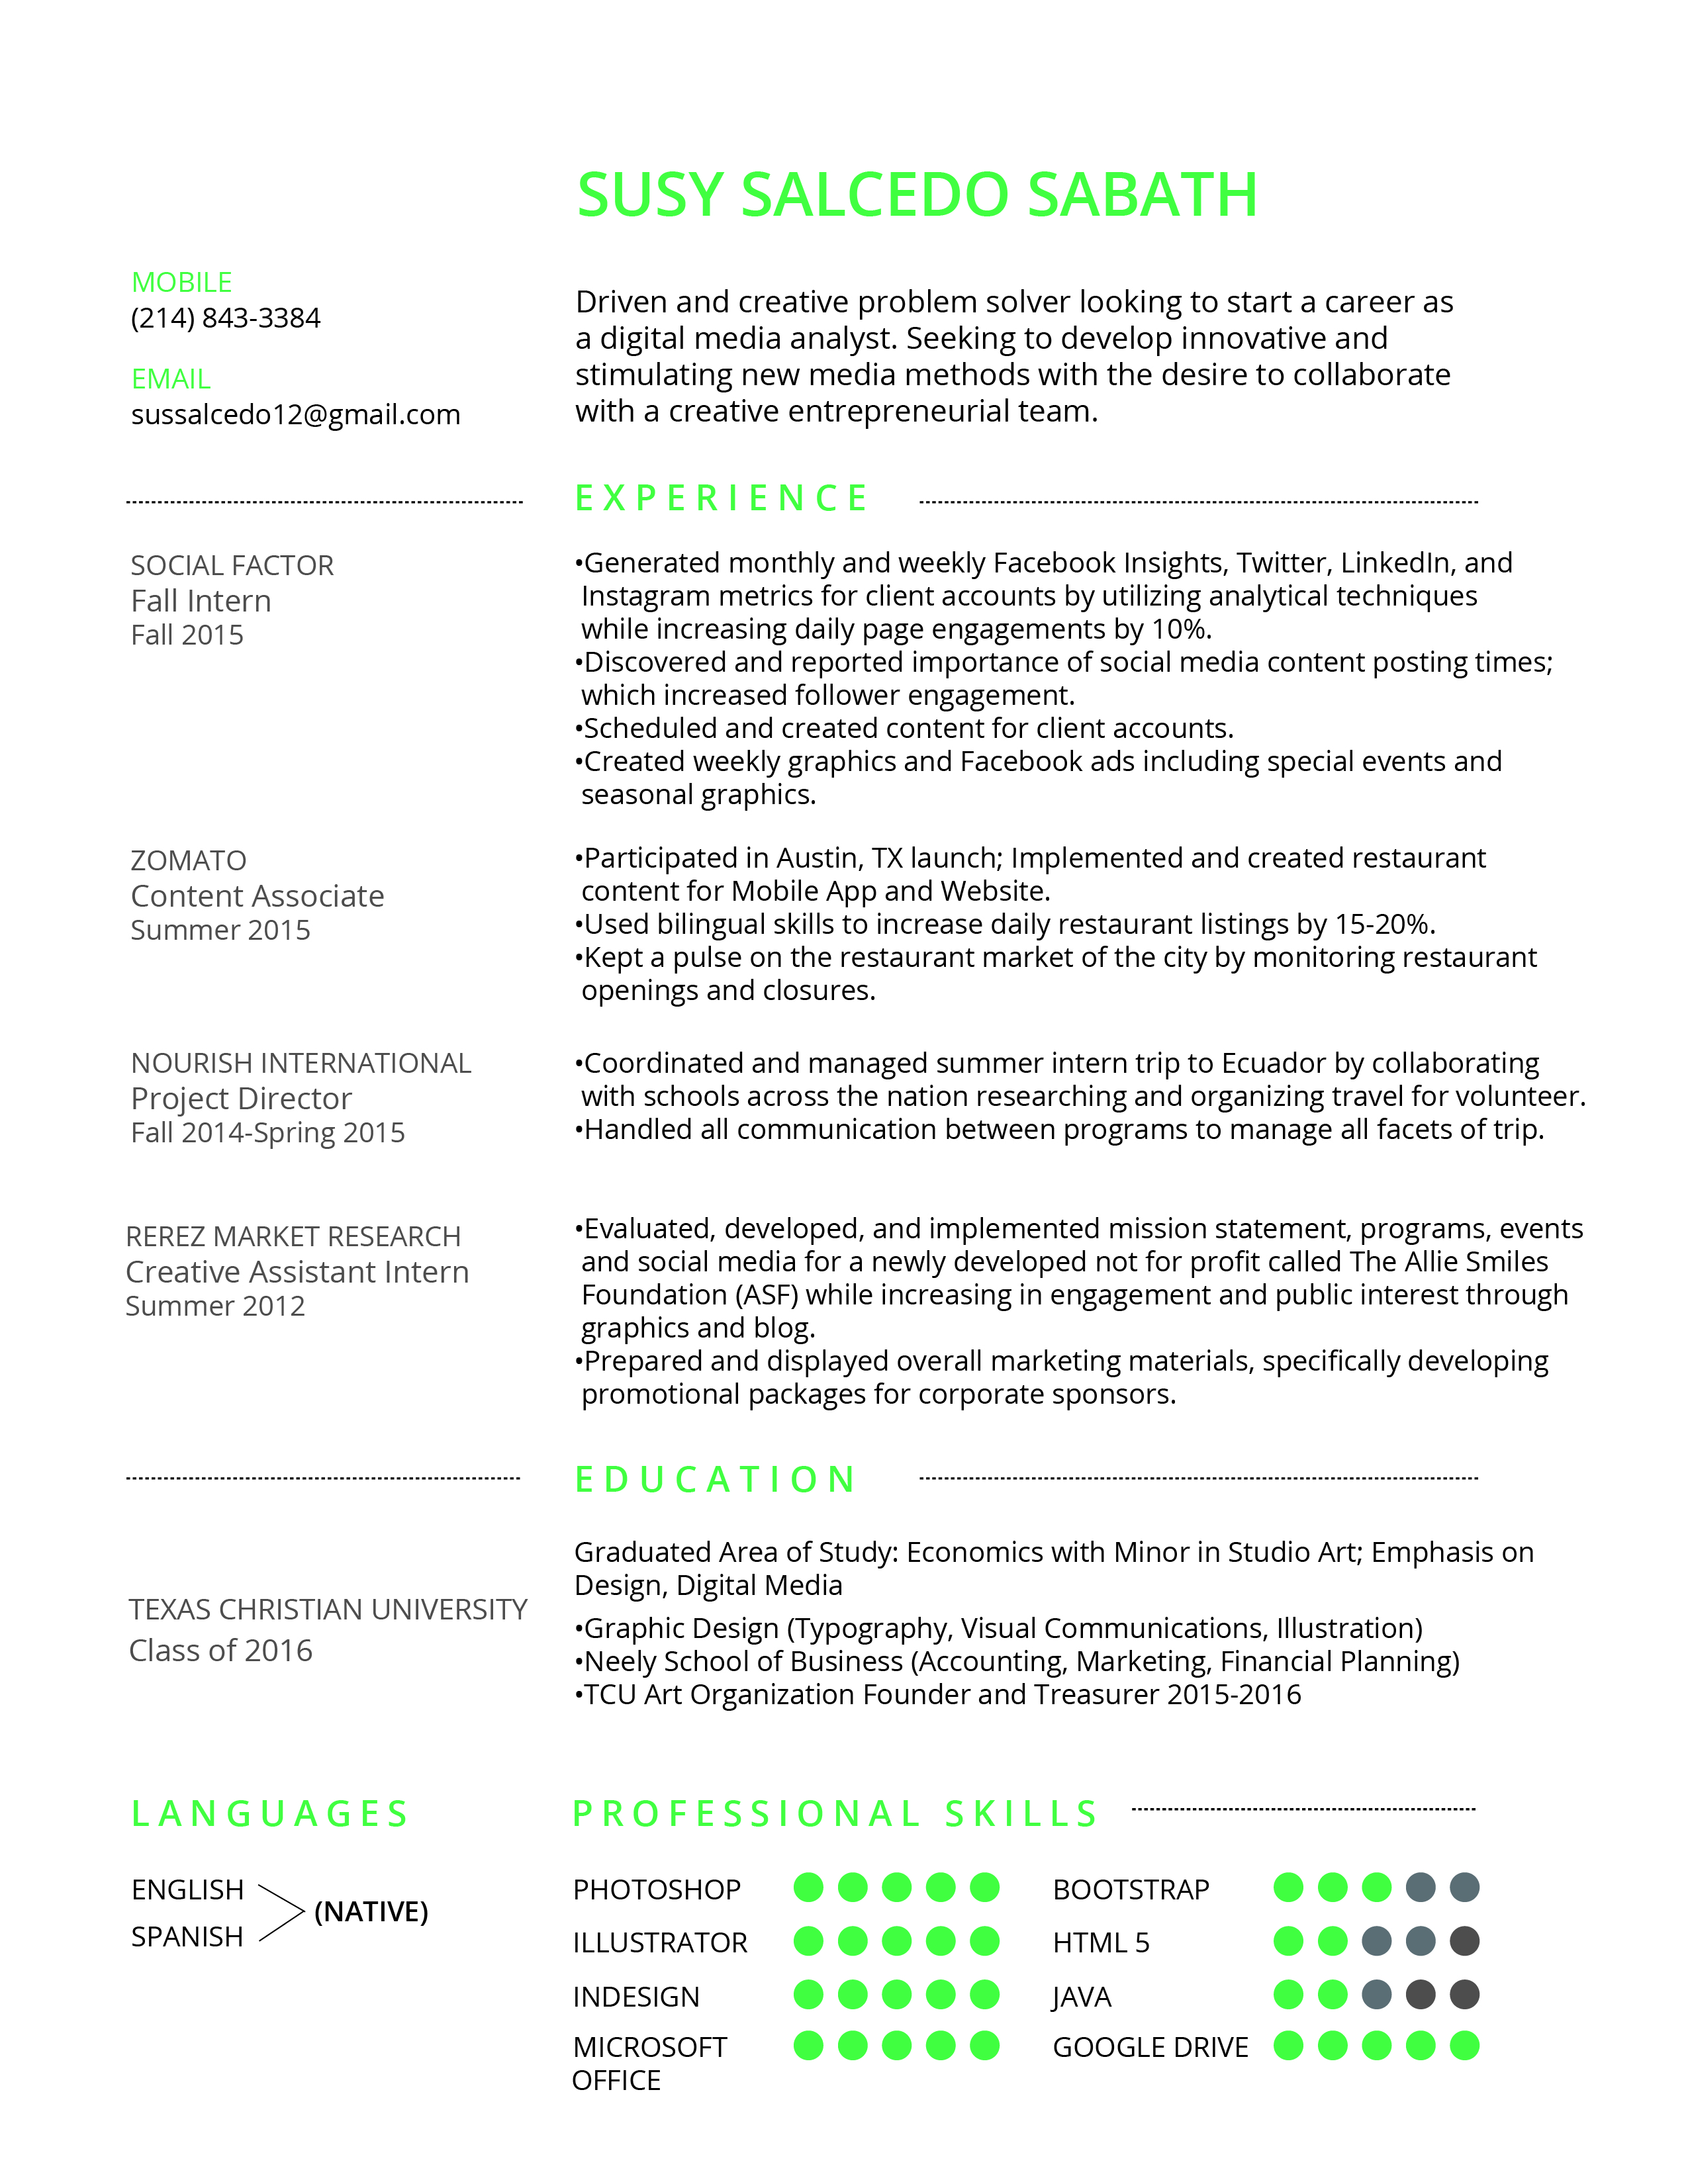 SUSY SALCEDO SABATH
MOBILE
(214) 843-3384
EMAIL
sussalcedo12@gmail.com
Driven and creative problem solver looking to start a career as
a digital media analyst. Seeking to develop innovative and
stimulating new media methods with the desire to collaborate
with a creative entrepreneurial team.
EXPERIENCE
SOCIAL FACTOR
Fall Intern
Fall 2015
•Generated monthly and weekly Facebook Insights, Twitter, LinkedIn, and
Instagram metrics for client accounts by utilizing analytical techniques
while increasing daily page engagements by 10%.
•Discovered and reported importance of social media content posting times;
which increased follower engagement.
•Scheduled and created content for client accounts.
•Created weekly graphics and Facebook ads including special events and
seasonal graphics.
ZOMATO
Content Associate
Summer 2015
•Participated in Austin, TX launch; Implemented and created restaurant
content for Mobile App and Website.
•Used bilingual skills to increase daily restaurant listings by 15-20%.
•Kept a pulse on the restaurant market of the city by monitoring restaurant
openings and closures.
NOURISH INTERNATIONAL
Project Director
Fall 2014-Spring 2015
•Coordinated and managed summer intern trip to Ecuador by collaborating
with schools across the nation researching and organizing travel for volunteer.
•Handled all communication between programs to manage all facets of trip.
REREZ MARKET RESEARCH
Creative Assistant Intern
Summer 2012
•Evaluated, developed, and implemented mission statement, programs, events
and social media for a newly developed not for profit called The Allie Smiles
Foundation (ASF) while increasing in engagement and public interest through
graphics and blog.
•Prepared and displayed overall marketing materials, specifically developing
promotional packages for corporate sponsors.
EDUCATION
TEXAS CHRISTIAN UNIVERSITY
Class of 2016
Graduated Area of Study: Economics with Minor in Studio Art; Emphasis on
Design, Digital Media
•Graphic Design (Typography, Visual Communications, Illustration)
•Neely School of Business (Accounting, Marketing, Financial Planning)
•TCU Art Organization Founder and Treasurer 2015-2016
LANGUAGES
ENGLISH
SPANISH
(NATIVE)
PROFESSIONAL SKILLS
PHOTOSHOP
ILLUSTRATOR
INDESIGN
MICROSOFT
OFFICE
BOOTSTRAP
HTML 5
JAVA
GOOGLE DRIVE